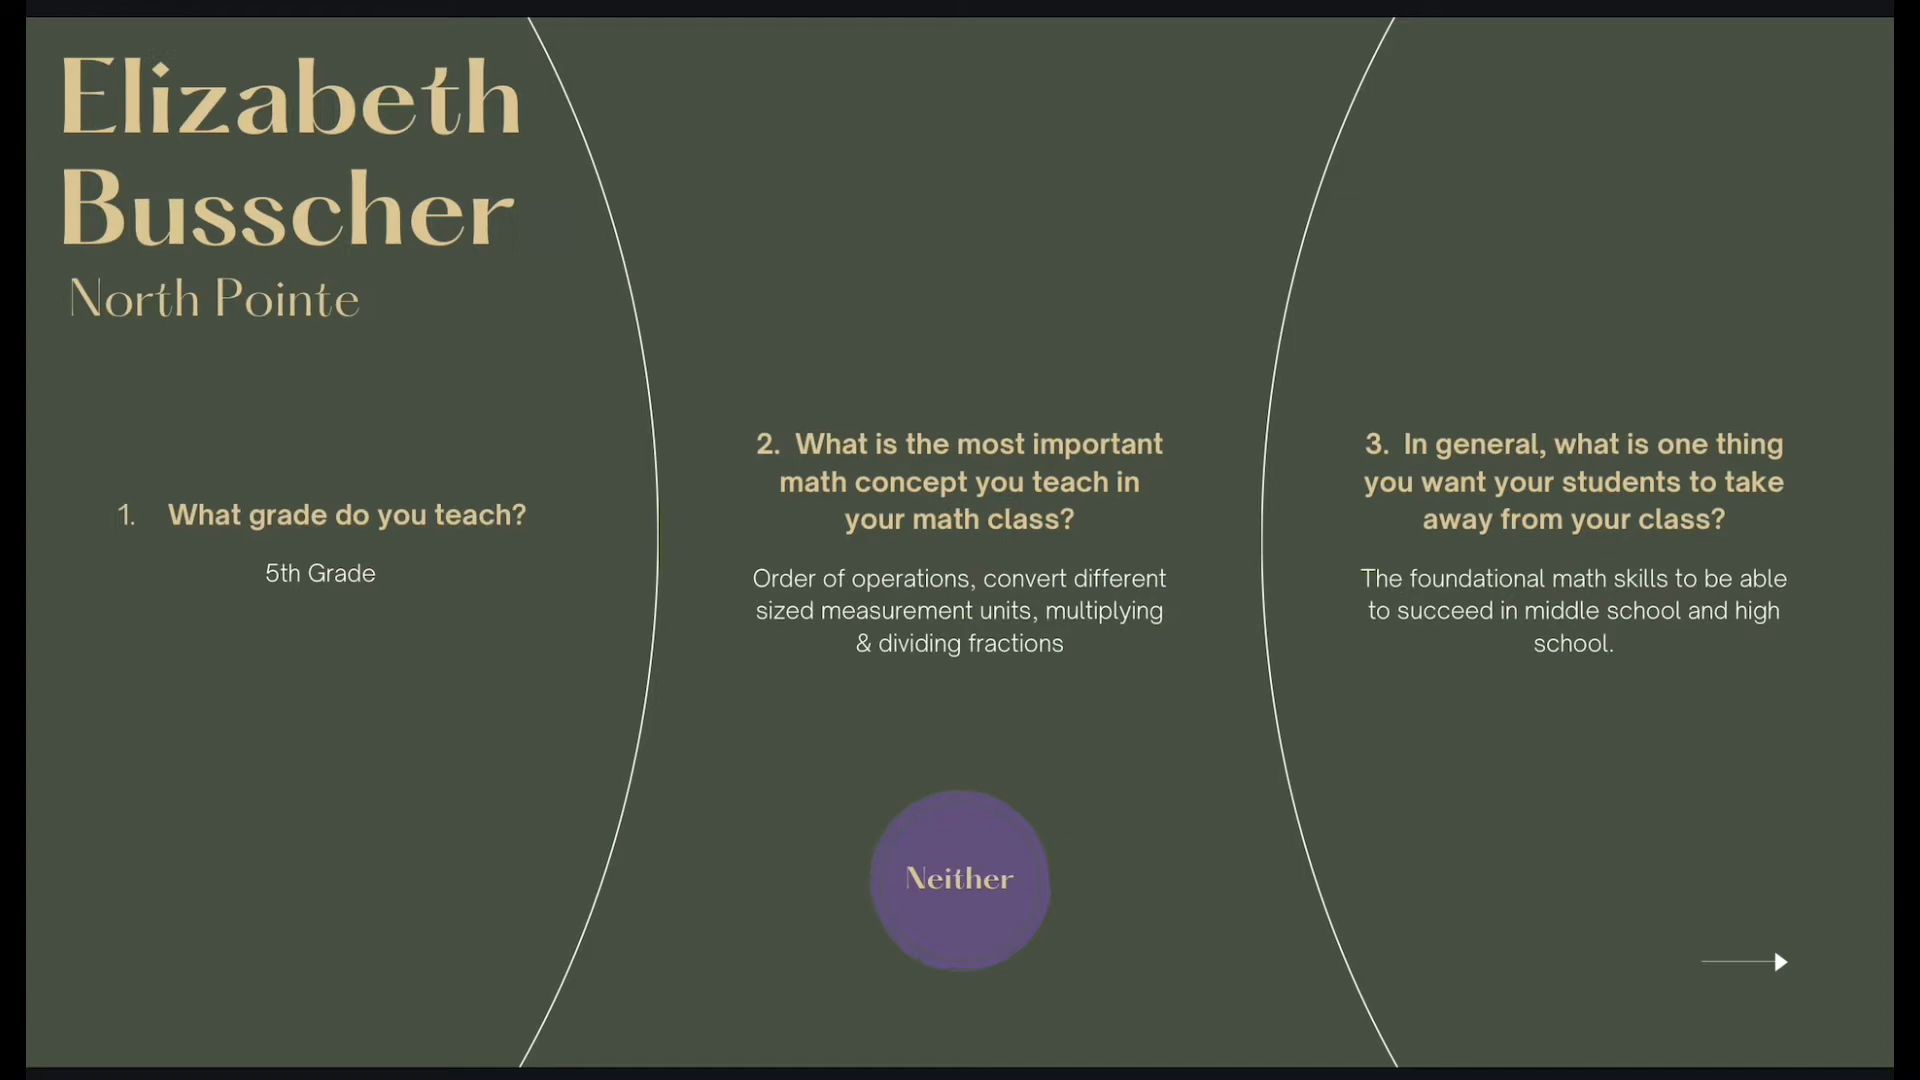 Elizabeth
Busscher
North Pointe
1. What grade do you teach?
5th Grade
2. What is the most important
math concept you teach in
your math class?
Order of operations, convert different
sized measurement units, multiplying
& dividing fractions
Neither
3. In general, what is one thing
you want your students to take
away from your class?
The foundational math skills to be able
to succeed in middle school and high
school.